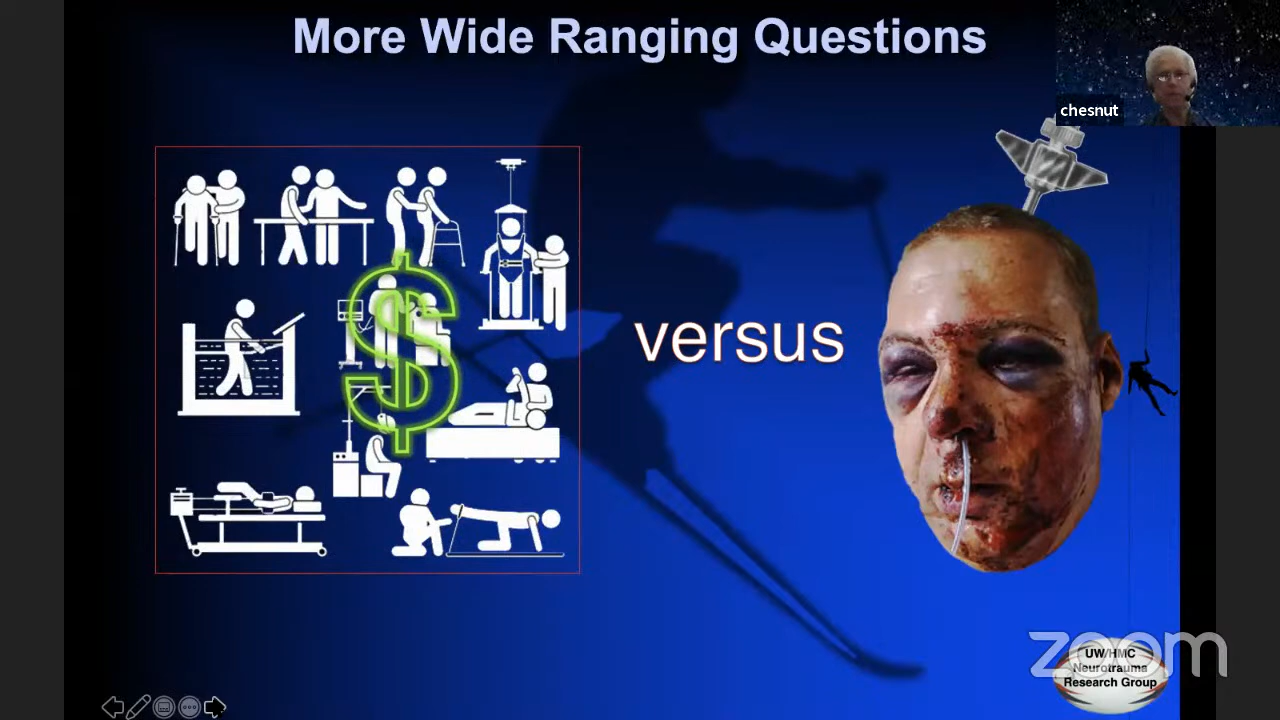 More Wide Ranging Questions
chesnut
$
versus
zoom
UW/HMC
Neurotrauma
Research Group